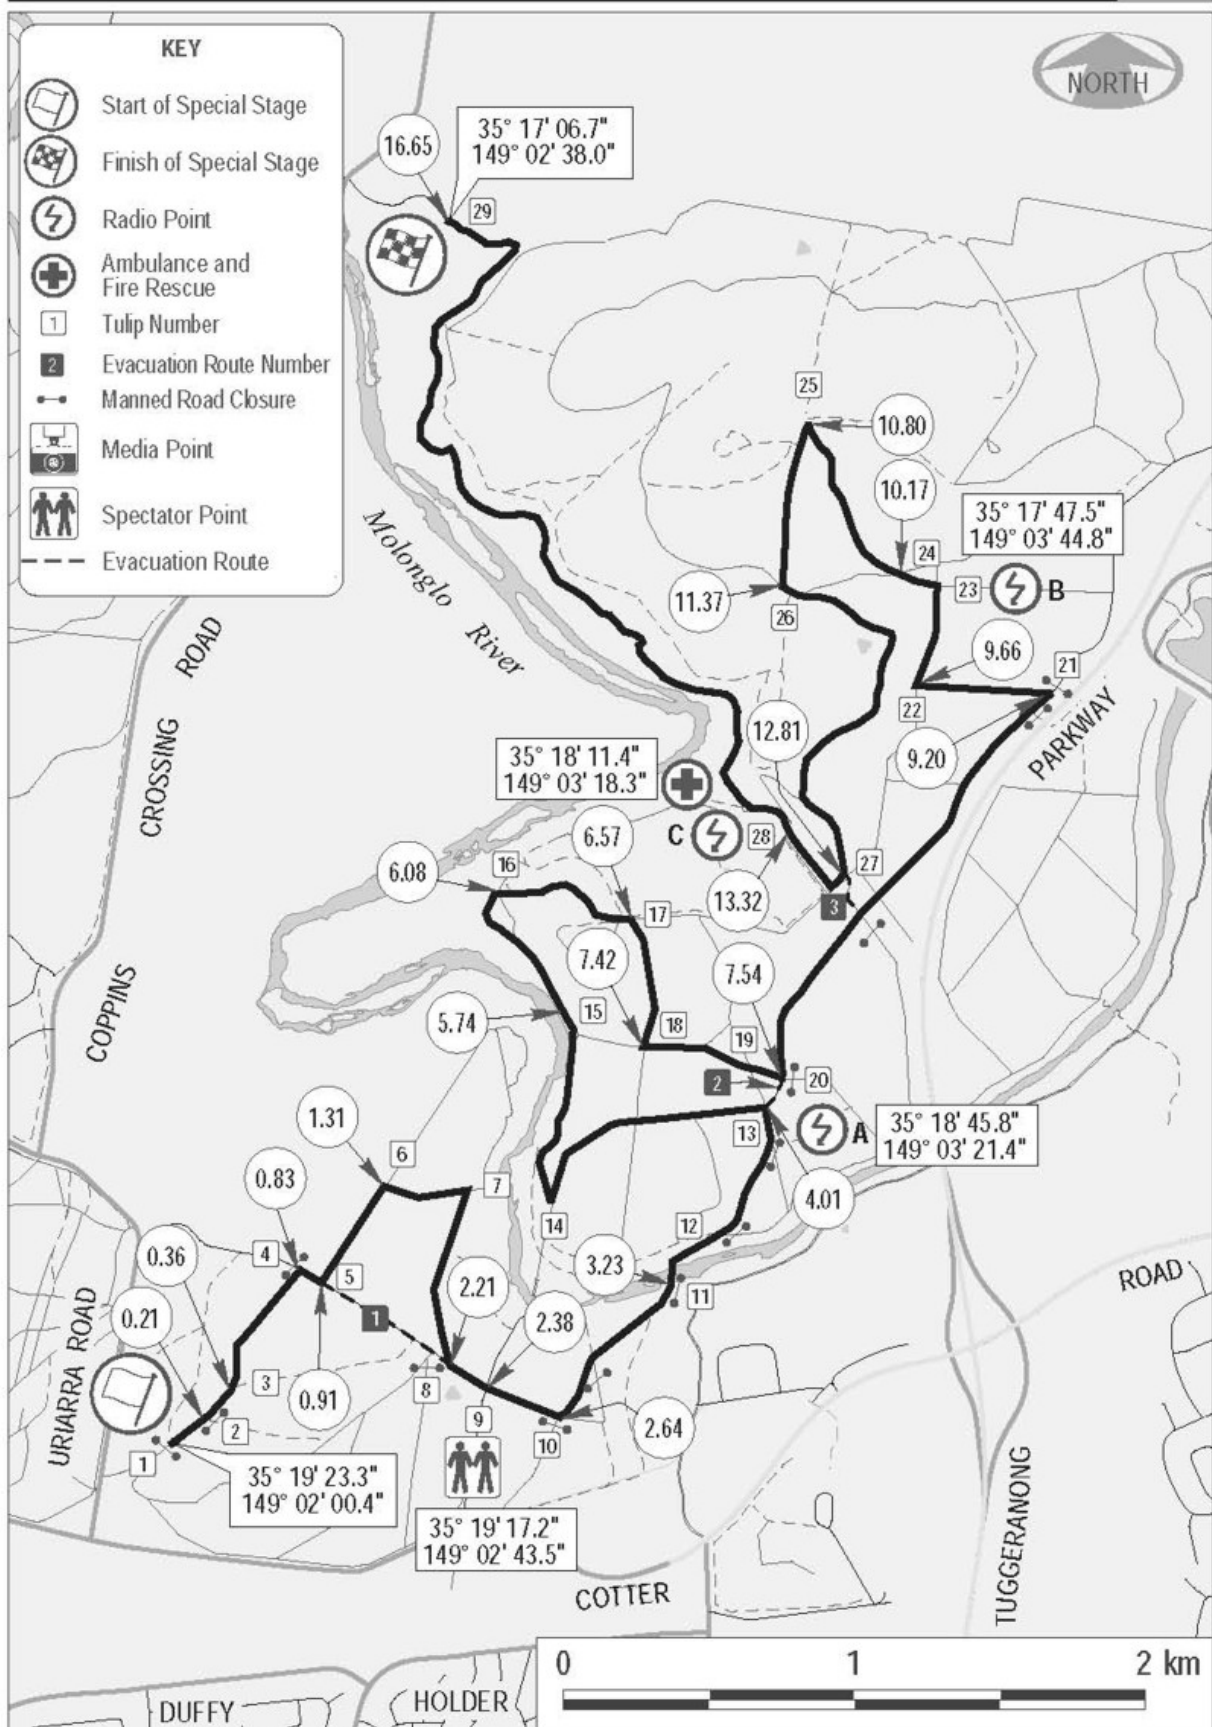 KEY
Start of Special Stage
Finish of Special Stage
Radio Point
Ambulance and
Fire Rescue
1
Tulip Number
2
Evacuation Route Number
Manned Road Closure
Media Point
Spectator Point
Evacuation Route
NORTH
16.65
35° 17' 06.7"
149° 02' 38.0"
29
25
10.80
10.17
35° 17' 47.5"
149° 03' 44.8"
24
23
B
Molonglo
River
11.37
26
9.66
21
22
12.81
9.20
PARKWAY
COPPINS
CROSSING
ROAD
35° 18' 11.4"
149° 03' 18.3"
C
28
6.57
27
6.08
16
13.32
3
17
7.42
7.54
5.74
15
18
19
2
20
1.31
6
13
A
35° 18' 45.8"
149° 03' 21.4"
0.83
7
4.01
14
12
0.36
4
5
3.23
11
ROAD
0.21
1
2.21
2.38
URIARRA ROAD
3
0.91
8
2
9
10
2.64
1
35° 19' 23.3"
149° 02' 00.4"
35° 19' 17.2"
149° 02' 43.5"
TUGGERANONG
COTTER
0 1 2 km
DUFFY
HOLDER